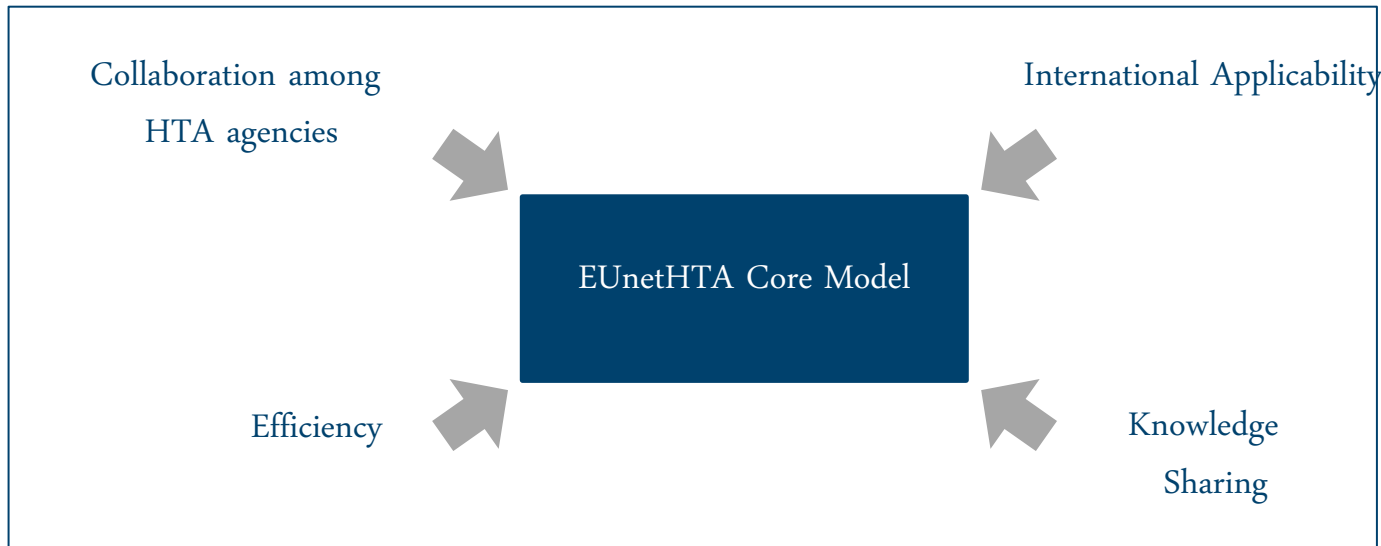 Collaboration among
HTA agencies
International Applicability
EUnetHTA Core Model
Efficiency
Knowledge
Sharing